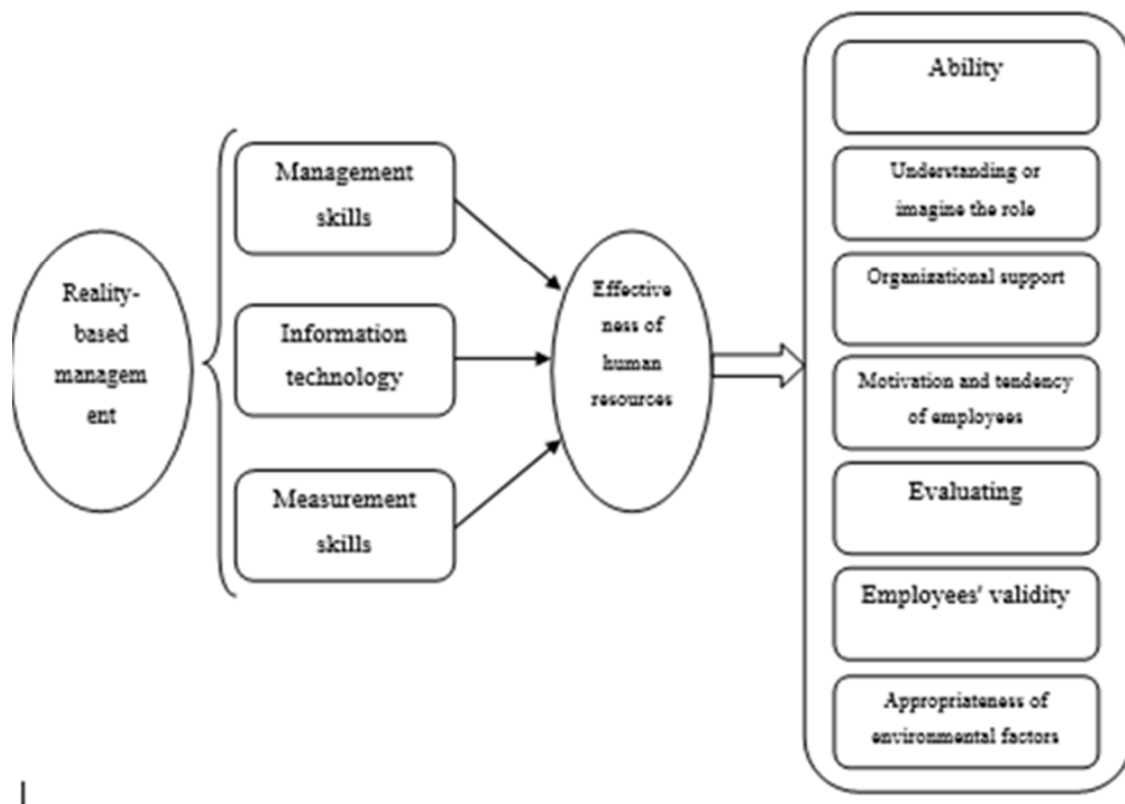 Reality-
based
managem
ent
Management
skills
Information
technology
Measurement
skills
Effective
ness of
human
resources
Ability
Understanding or
imagine the role
Organizational support
Motivation and tendency
of employees
Evaluating
Employees' validity
Appropriateness of
environmental factors